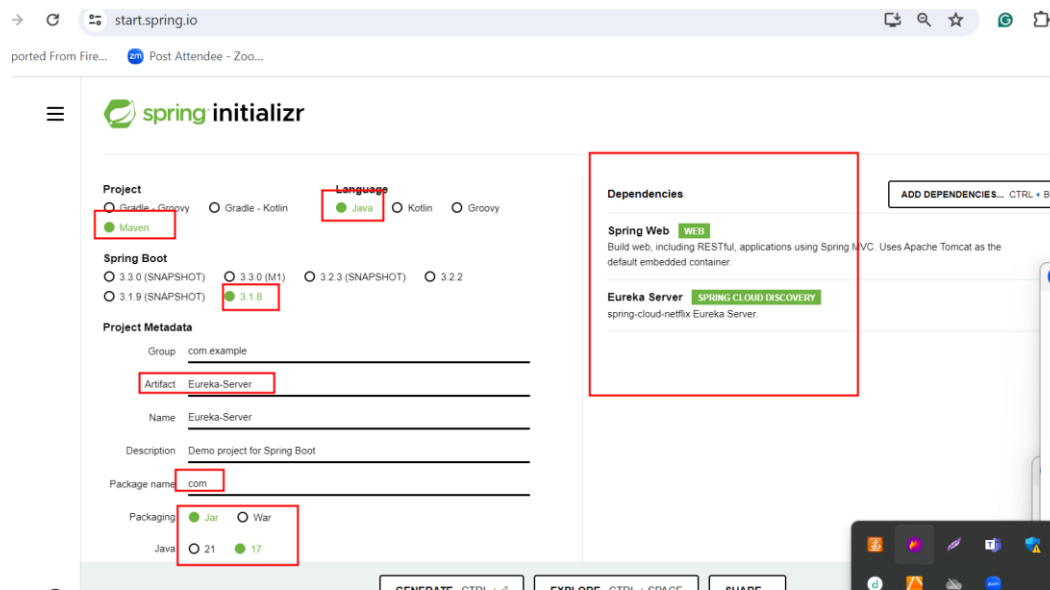 start.spring.io
ported From Fire...
Post Attendee - Zoo...
spring initializr
Project
Language
Gradle - Groovy Gradle - Kotlin Java Kotlin Groovy
Maven
Spring Boot
3.3.0 (SNAPSHOT) 3.3.0 (M1) 3.2.3 (SNAPSHOT) 3.2.2
3.1.9 (SNAPSHOT) 3.1.8
Project Metadata
Group com.example
Artifact Eureka-Server
Name Eureka-Server
Description Demo project for Spring Boot
Package name com
Packaging Jar War
Java 21 17
Dependencies
ADD DEPENDENCIES... CTRL + B
Spring Web WEB
Build web, including RESTful, applications using Spring MVC. Uses Apache Tomcat as the
default embedded container.
Eureka Server SPRING CLOUD DISCOVERY
spring-cloud-netflix Eureka Server.
GENERATE CTRL + EXPLORE CTRL + SPACE SHARE